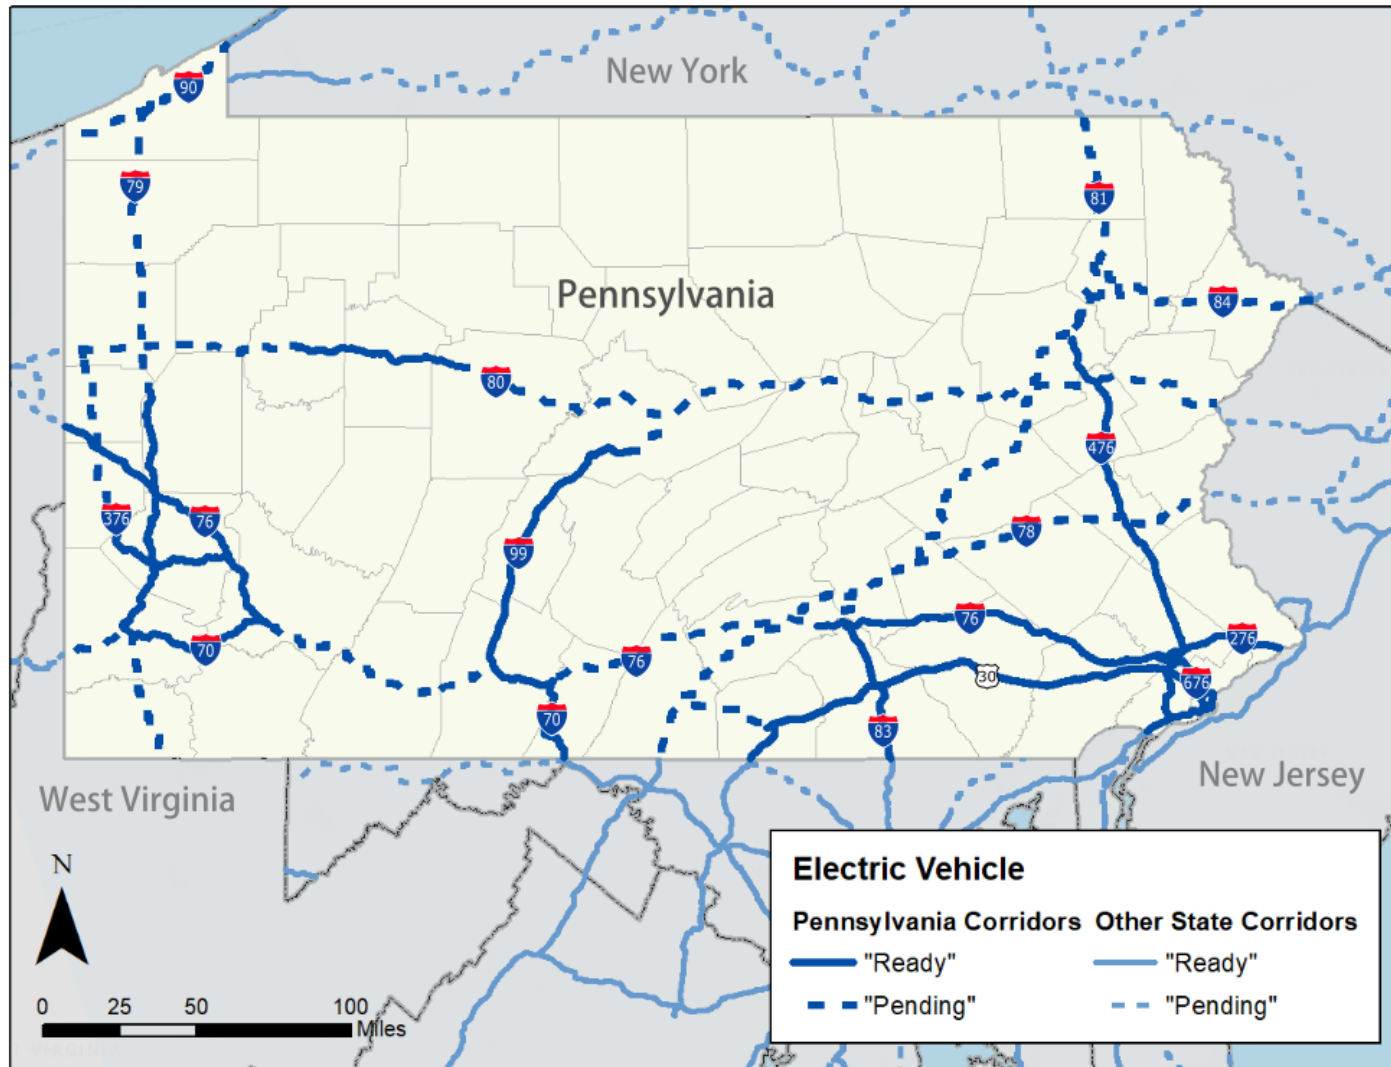 New York
90
79
81
Pennsylvania
84
80
476
376
76
78
99
76
276
70
76
30
676
70
83
New Jersey
West Virginia
N
0 25 50 100
Miles
Electric Vehicle
Pennsylvania Corridors Other State Corridors
"Ready" "Ready"
"Pending" "Pending"